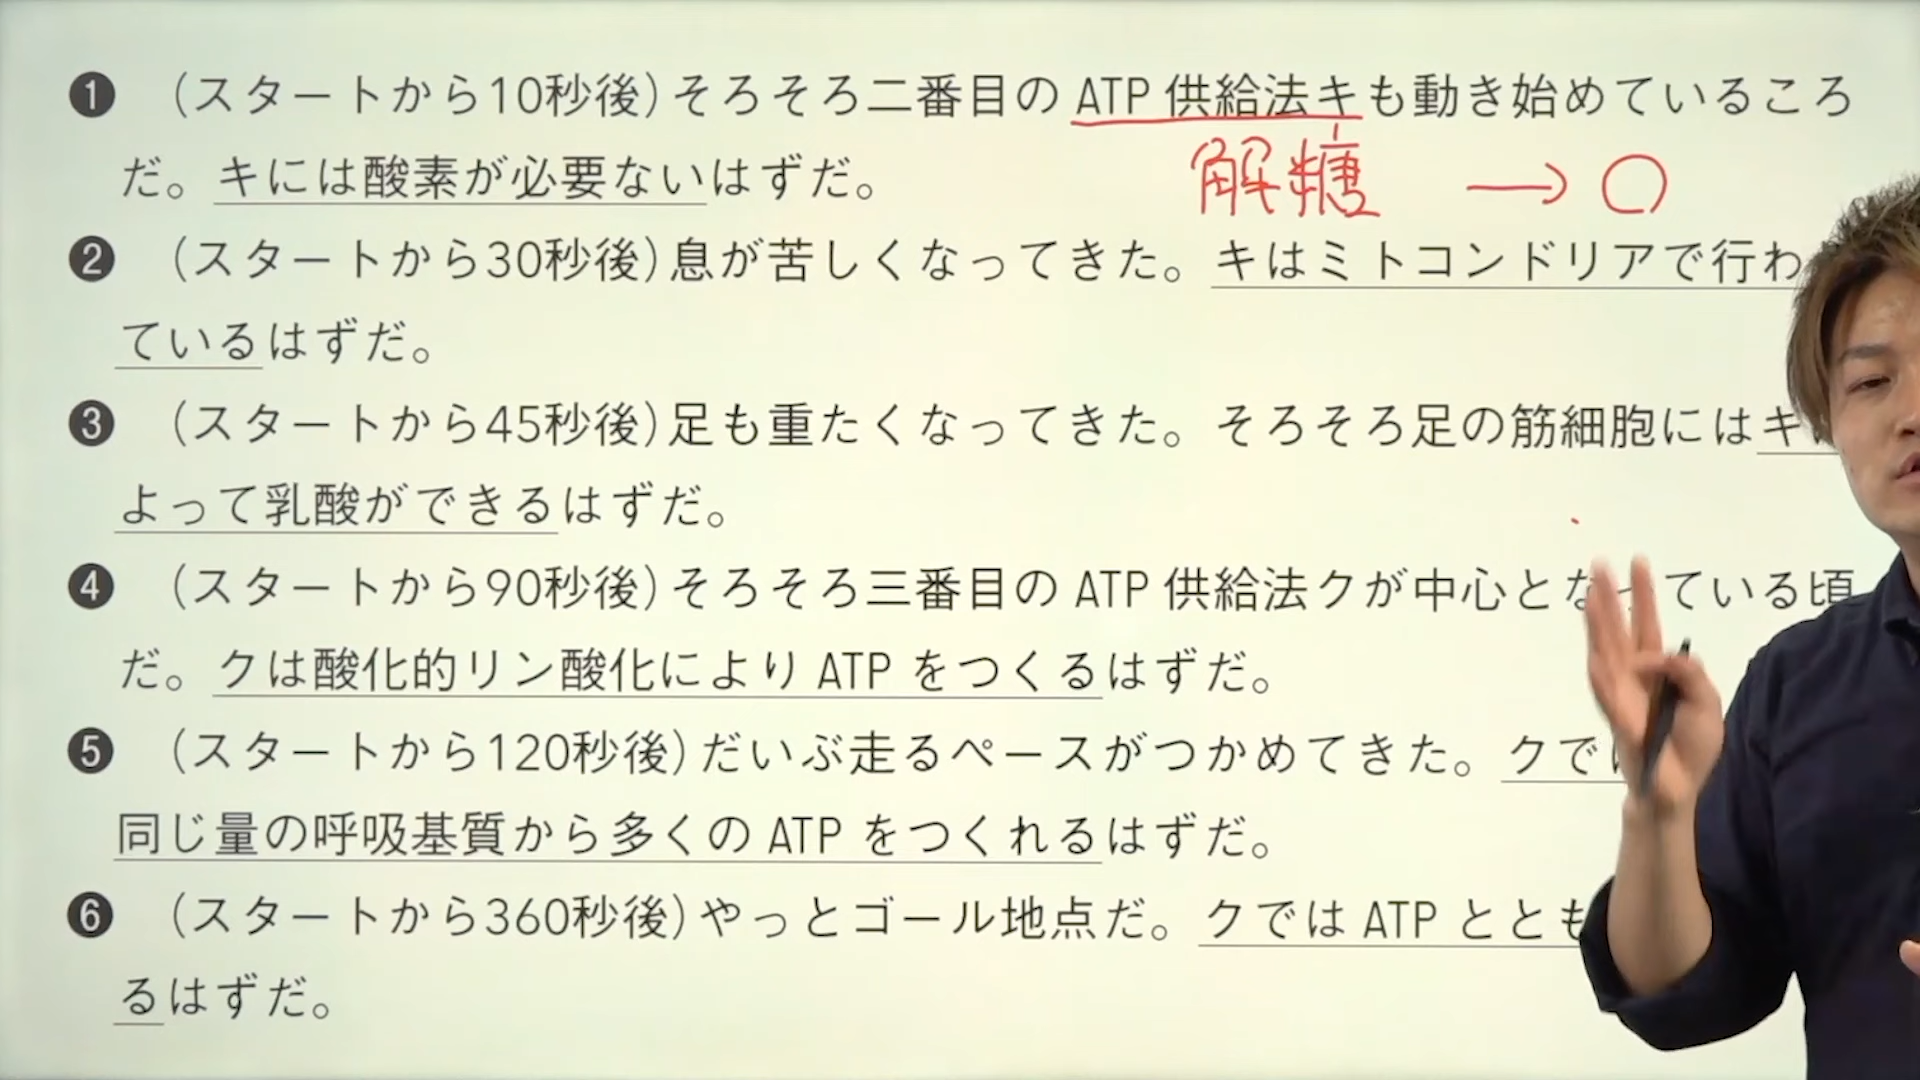 ❶ （スタートから10秒後）そろそろ二番目の ATP 供給法キも動き始めているころ
だ。キには酸素が必要ないはずだ。
解糖 → ○
❷ （スタートから30秒後）息が苦しくなってきた。キはミトコンドリアで行わ
ているはずだ。
❸ （スタートから45秒後）足も重たくなってきた。そろそろ足の筋細胞にはキ
よって乳酸ができるはずだ。
❹ （スタートから90秒後）そろそろ三番目の ATP 供給法クが中心となっている頃
だ。クは酸化的リン酸化により ATP をつくるはずだ。
❺ （スタートから120秒後）だいぶ走るペースがつかめてきた。クで
同じ量の呼吸基質から多くの ATP をつくれるはずだ。
❻ （スタートから360秒後）やっとゴール地点だ。クでは ATP ととも
るはずだ。